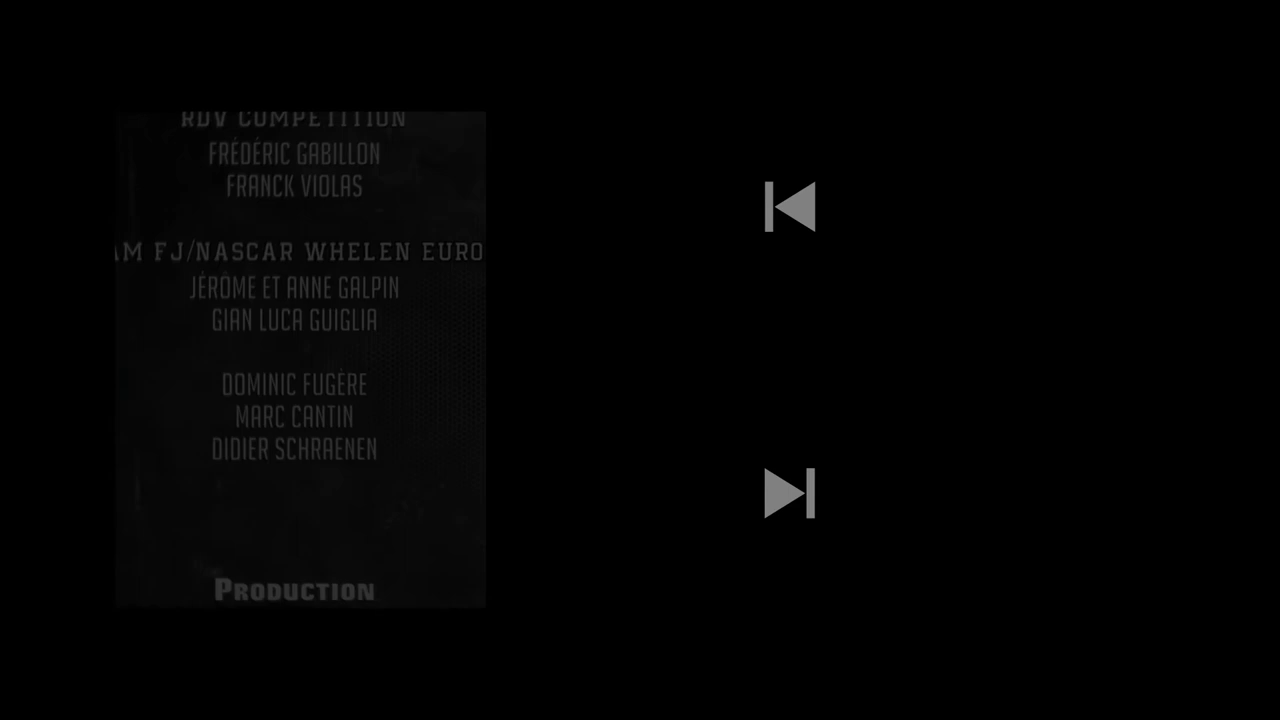 RDV COMPETITION
FRÉDÉRIC GABILLON
FRANCK VIOLAS
FJ/NASCAR WHELEN EURO
JÉRÔME ET ANNE GALPIN
GIAN LUCA GUIGLIA
DOMINIC FUGÈRE
MARC CANTIN
DIDIER SCHRAENEN
PRODUCTION